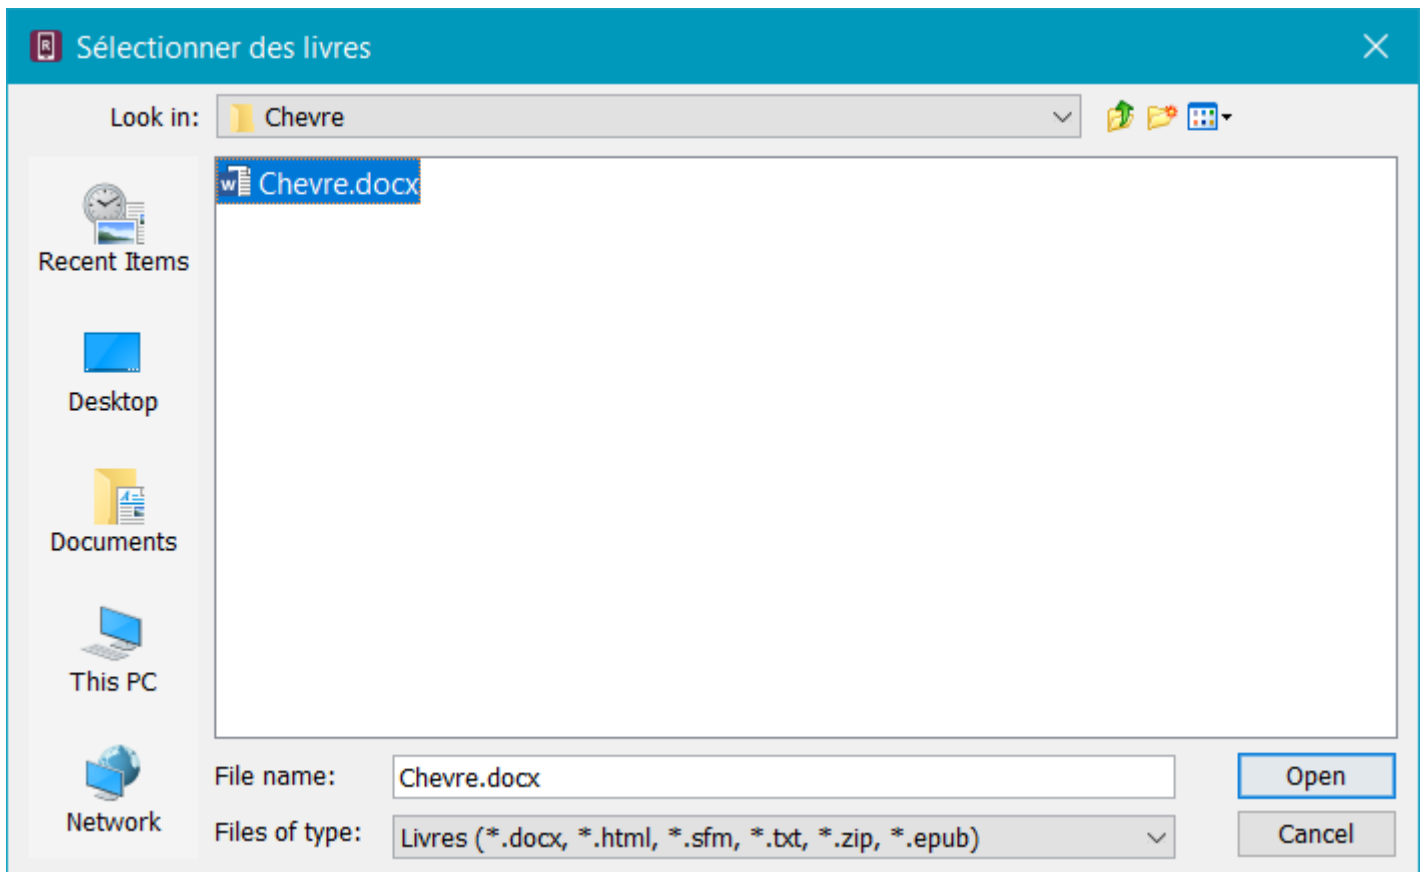 Sélectionner des livres
Look in: Chevre
Chevre.docx
Recent Items
Desktop
Documents
This PC
Network
File name: Chevre.docx Open
Files of type: Livres (*.docx, *.html, *.sfm, *.txt, *.zip, *.epub) Cancel